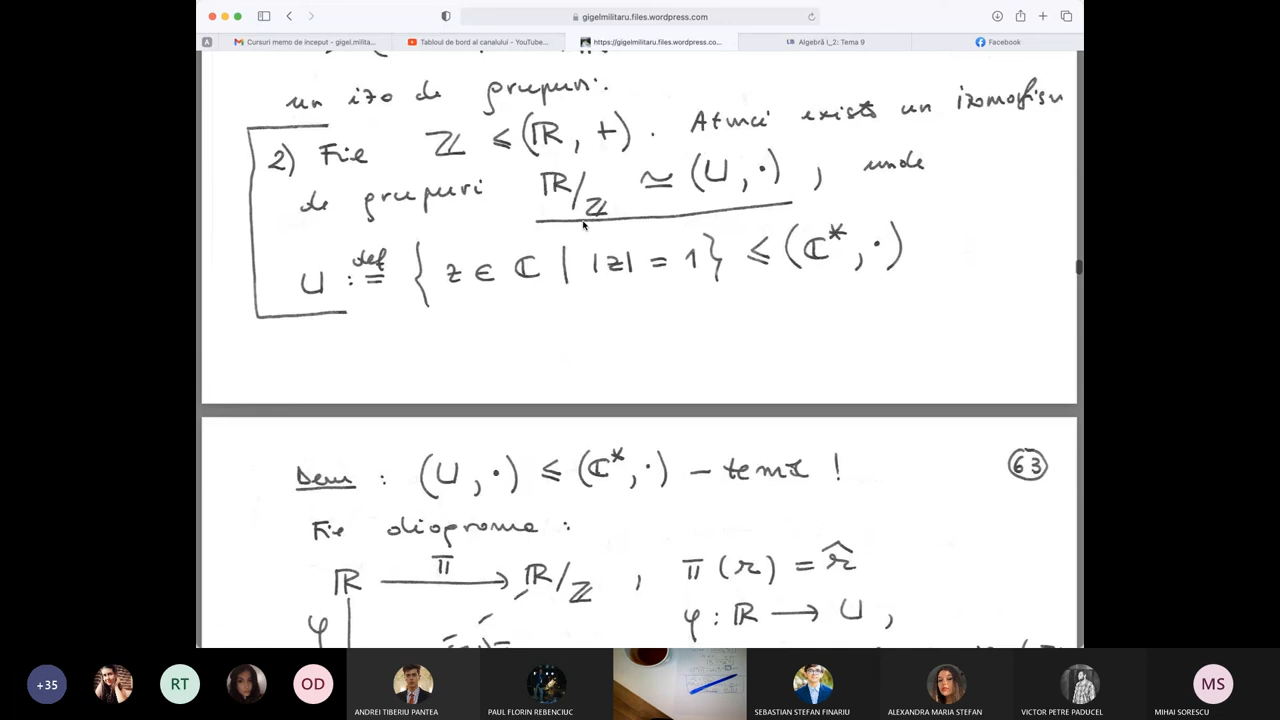 gigelmilitaru.files.wordpress.com
A
Cursuri memo de inceput - gigel.milita...
Tabloul de bord al canalului - YouTube...
https://gigelmilitaru.files.wordpress.co...
LB Algebră I_2: Tema 9
Facebook
un izo de grupuri.
2) Fie ℤ ≤ (ℝ, +). Atunci există un izomorfism
de grupuri ℝ/ℤ ≃ (U, ·), unde
U :def= { z ∈ ℂ | |z| = 1 } ≤ (ℂ*, ·)
Dem : (U, ·) ≤ (ℂ*, ·) – temă !
63
Fie diagrama :
ℝ π → ℝ/ℤ , π(r) = r̂
φ φ : ℝ → U ,
+35
RT
OD
ANDREI TIBERIU PANTEA
PAUL FLORIN REBENCIUC
SEBASTIAN STEFAN FINARIU
ALEXANDRA MARIA STEFAN
VICTOR PETRE PADUCEL
MS
MIHAI SORESCU